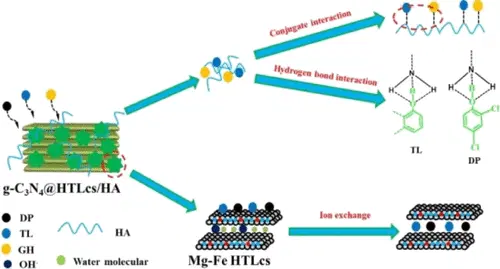 Conjugate interaction
Hydrogen bond interaction
N
H
H
N
H
H
Cl
Cl
TL
DP
g-C3N4@HTLcs/HA
DP
TL
GH
OH-
HA
Water molecular
Mg-Fe HTLcs
Ion exchange